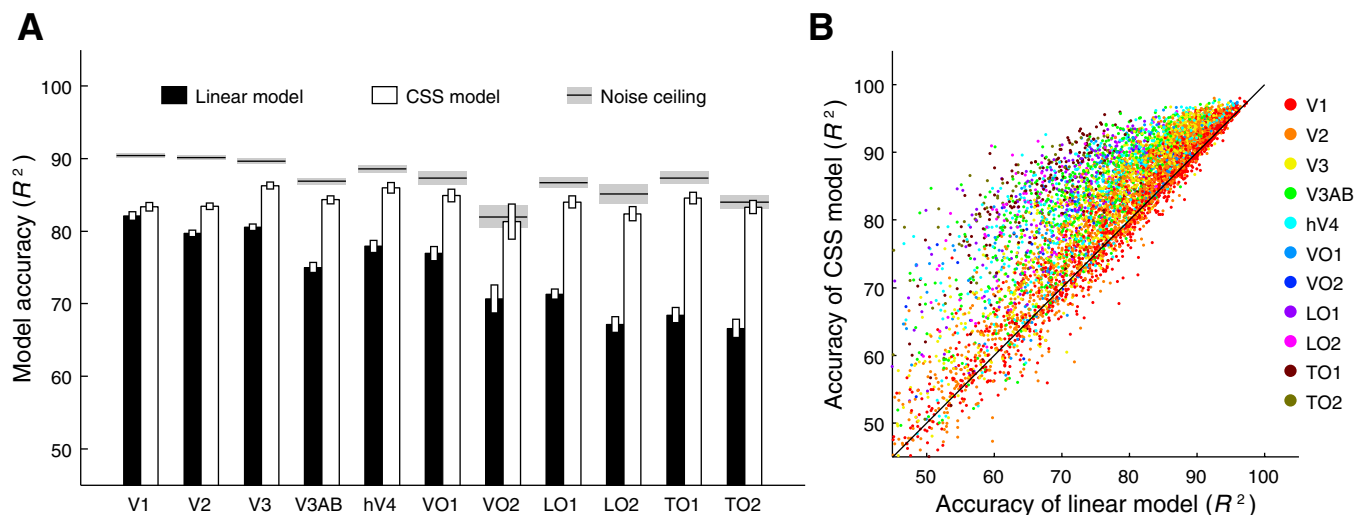 A
Model accuracy (R²)
100
90
80
70
60
50
Linear model
CSS model
Noise ceiling
V1 V2 V3 V3AB hV4 VO1 VO2 LO1 LO2 TO1 TO2
B
Accuracy of CSS model (R²)
100
90
80
70
60
50
50 60 70 80 90 100
Accuracy of linear model (R²)
V1
V2
V3
V3AB
hV4
VO1
VO2
LO1
LO2
TO1
TO2